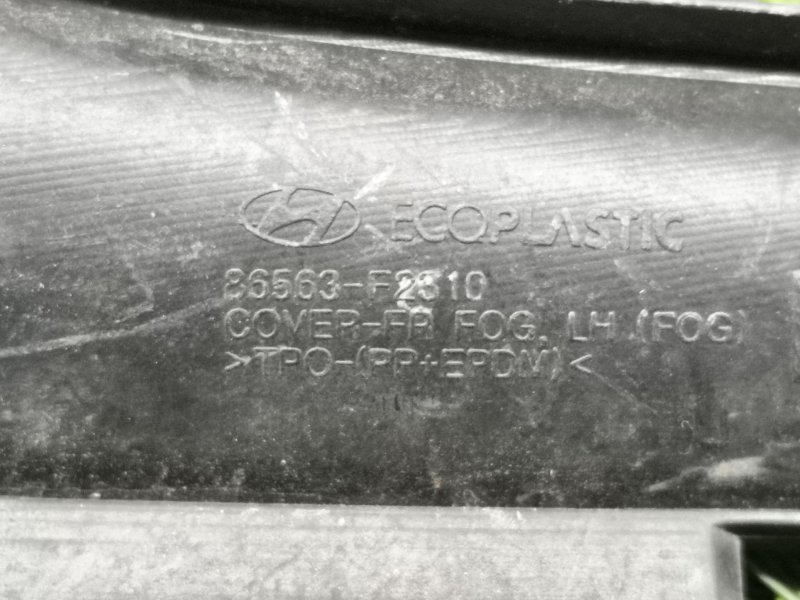 ECOPLASTIC
86563-F2310
COVER-FR FOG, LH (FOG)
>TPO-(PP+EPDM)<